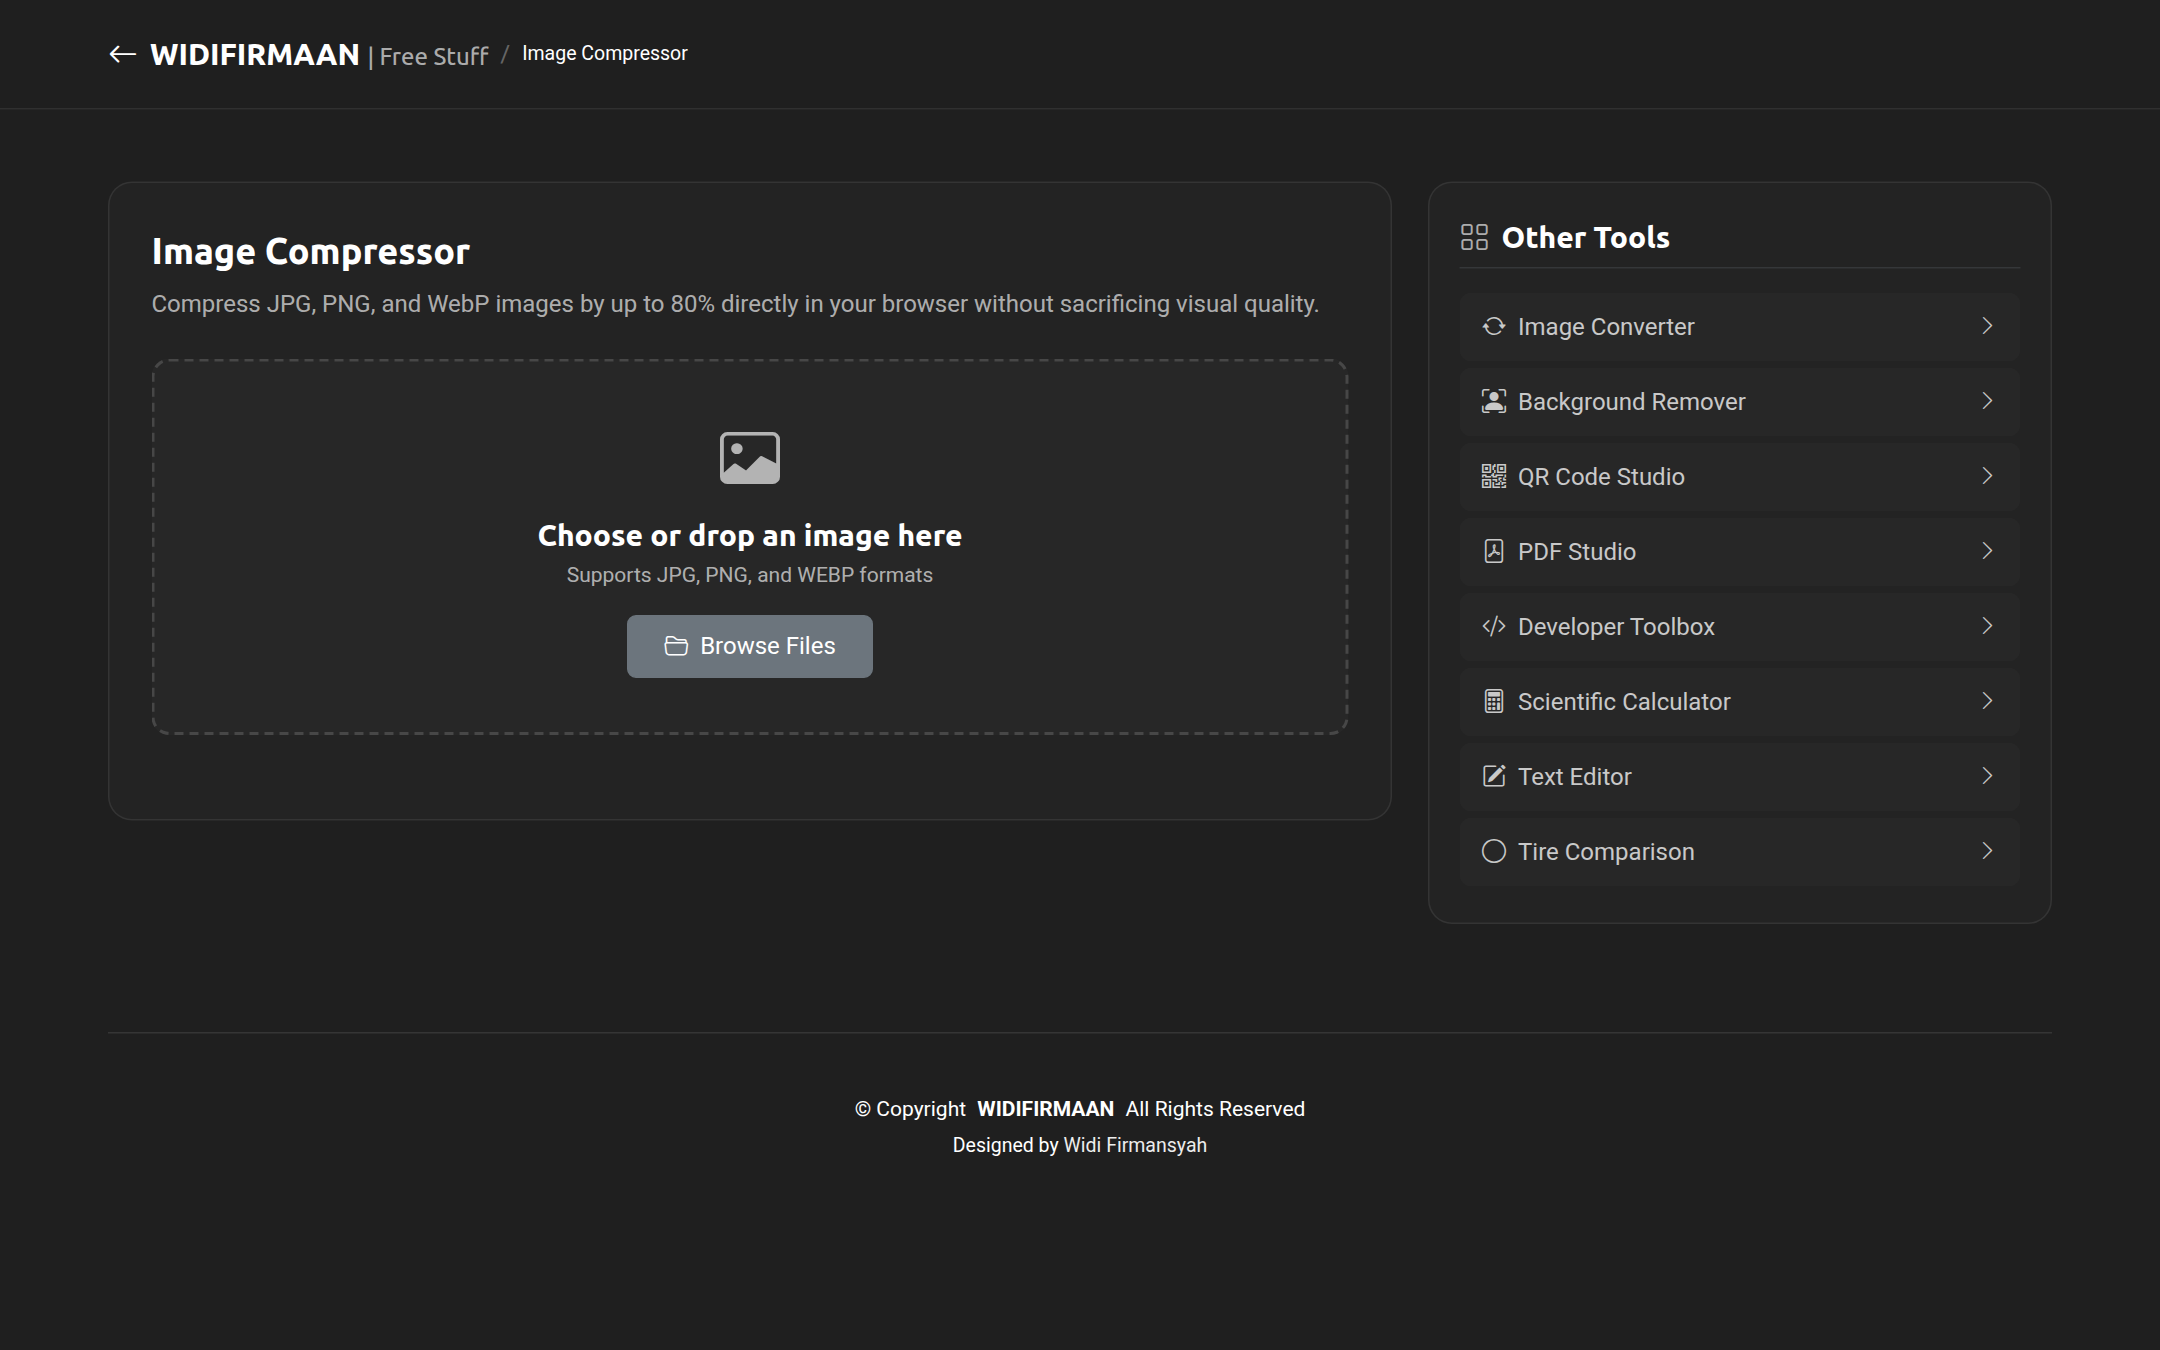 WIDIFIRMAAN | Free Stuff / Image Compressor
Image Compressor
Compress JPG, PNG, and WebP images by up to 80% directly in your browser without sacrificing visual quality.
Choose or drop an image here
Supports JPG, PNG, and WEBP formats
Browse Files
Other Tools
Image Converter
Background Remover
QR Code Studio
PDF Studio
Developer Toolbox
Scientific Calculator
Text Editor
Tire Comparison
© Copyright WIDIFIRMAAN All Rights Reserved
Designed by Widi Firmansyah